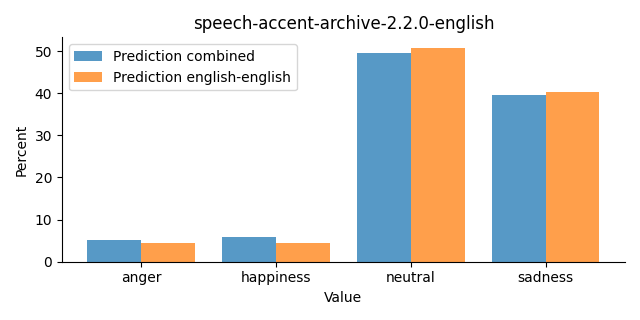 speech-accent-archive-2.2.0-english
Prediction combined
Prediction english-english
Percent
50
40
30
20
10
0
anger happiness neutral sadness
Value